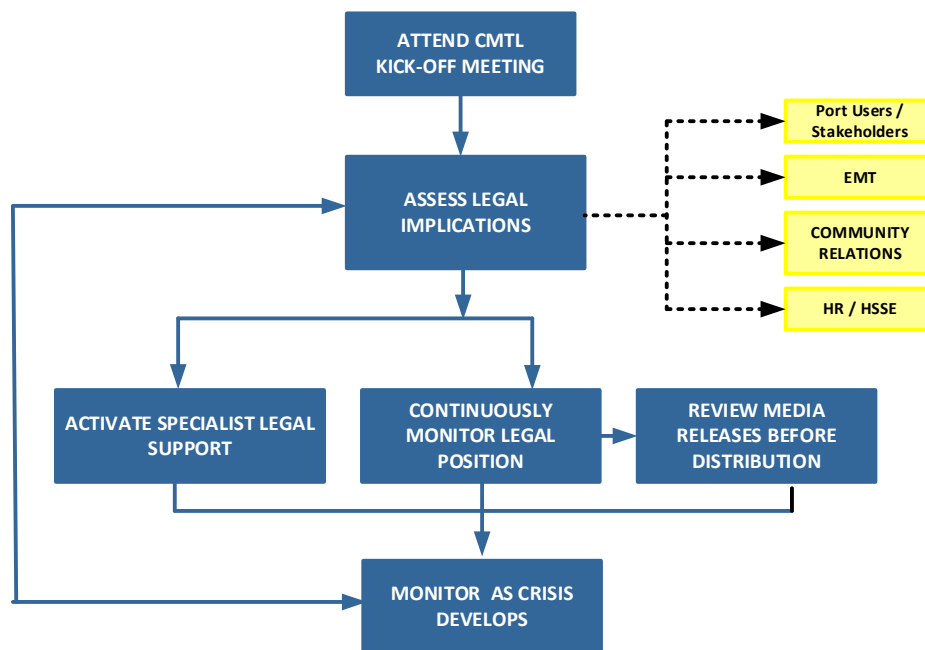 ATTEND CMTL
KICK-OFF MEETING
Port Users /
Stakeholders
EMT
ASSESS LEGAL
IMPLICATIONS
COMMUNITY
RELATIONS
HR / HSSE
ACTIVATE SPECIALIST LEGAL
SUPPORT
CONTINUOUSLY
MONITOR LEGAL
POSITION
REVIEW MEDIA
RELEASES BEFORE
DISTRIBUTION
MONITOR AS CRISIS
DEVELOPS